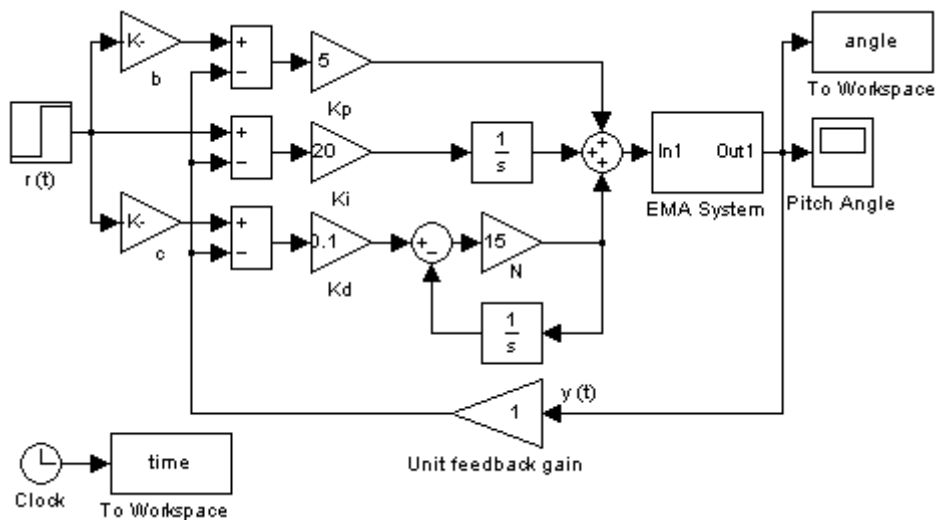 K-
b
+
−
5
Kp
angle
To Workspace
r (t)
+
−
20
Ki
1
s
+
+
+
In1 Out1
EMA System
Pitch Angle
K-
c
+
−
0.1
Kd
+
−
15
N
1
s
y (t)
1
Unit feedback gain
Clock
time
To Workspace